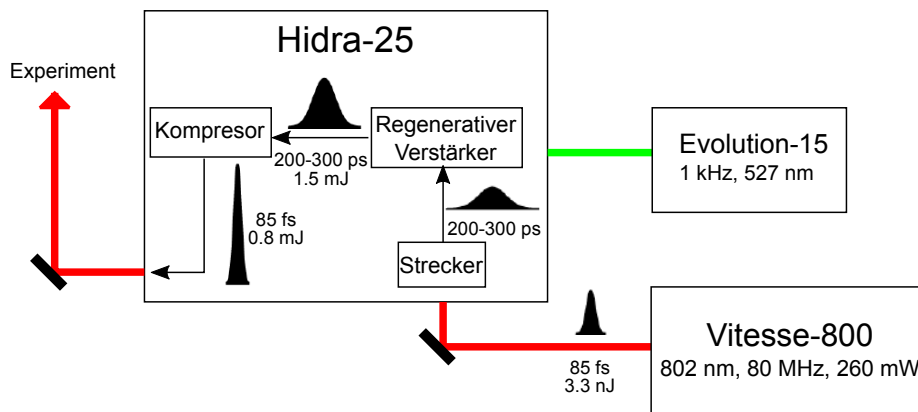 Hidra-25
Experiment
Kompresor
Regenerativer
Verstärker
200-300 ps
1.5 mJ
85 fs
0.8 mJ
200-300 ps
Strecker
Evolution-15
1 kHz, 527 nm
85 fs
3.3 nJ
Vitesse-800
802 nm, 80 MHz, 260 mW